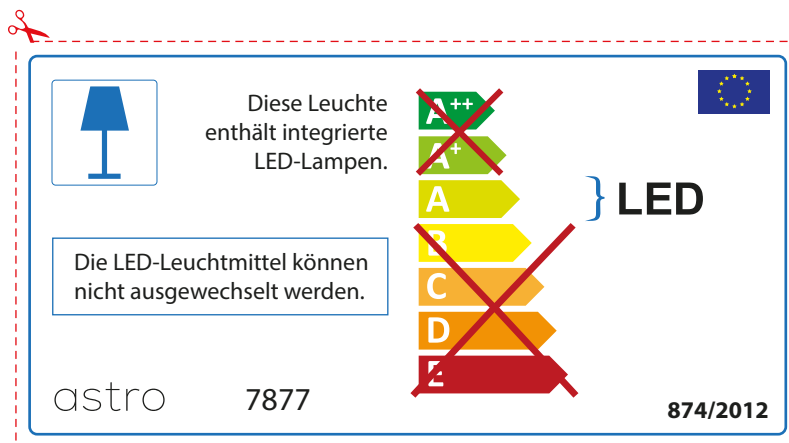 Diese Leuchte
enthält integrierte
LED-Lampen.
A++
A+
A
B
C
D
E
} LED
Die LED-Leuchtmittel können
nicht ausgewechselt werden.
astro
7877
874/2012